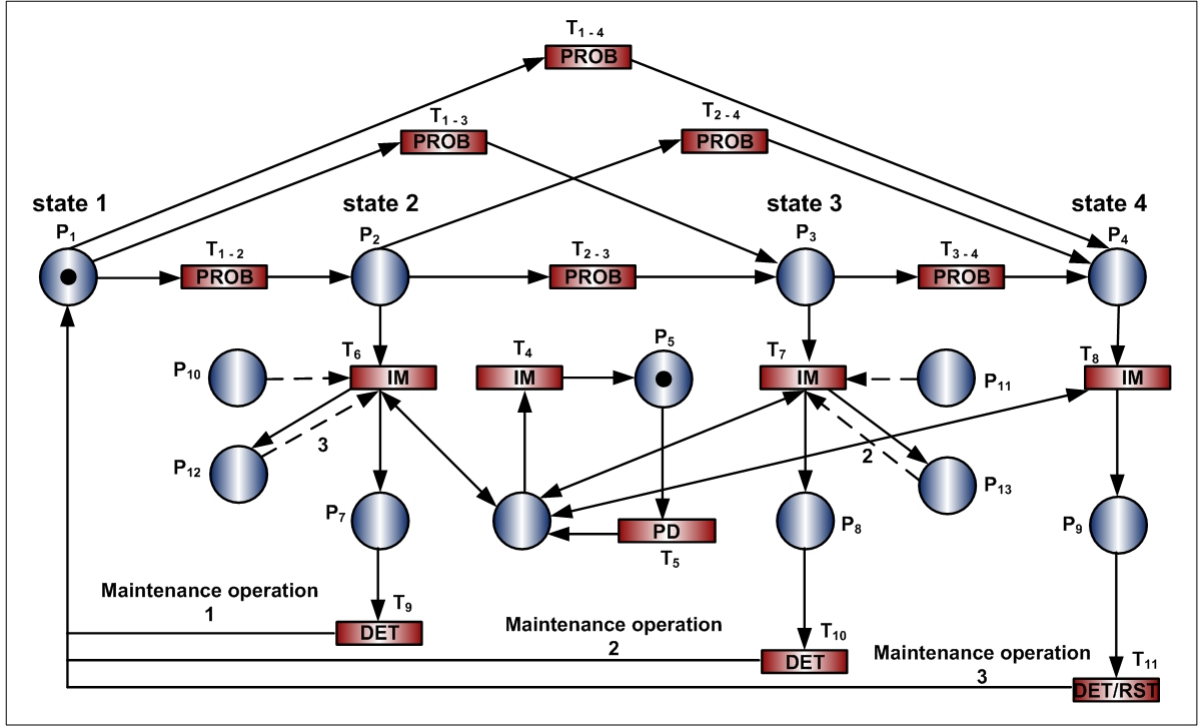 T1 - 4
PROB
T1 - 3
PROB
T2 - 4
PROB
state 1
state 2
state 3
state 4
P1
P2
P3
P4
T1 - 2
PROB
T2 - 3
PROB
T3 - 4
PROB
P10
T6
IM
T4
IM
P5
T7
IM
P11
T8
IM
P12
3
2
P13
P7
PD
T5
P8
P9
Maintenance operation
1
T9
DET
Maintenance operation
2
T10
DET
Maintenance operation
3
T11
DET/RST